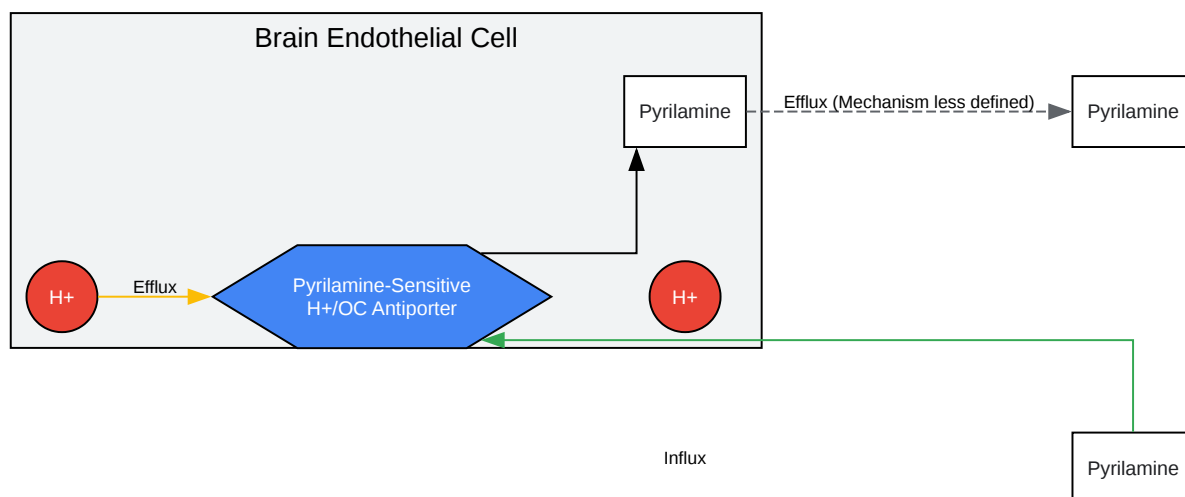 Brain Endothelial Cell
Pyrilamine
Efflux (Mechanism less defined)
Pyrilamine
H+
Efflux
Pyrilamine-Sensitive
H+/OC Antiporter
H+
Influx
Pyrilamine